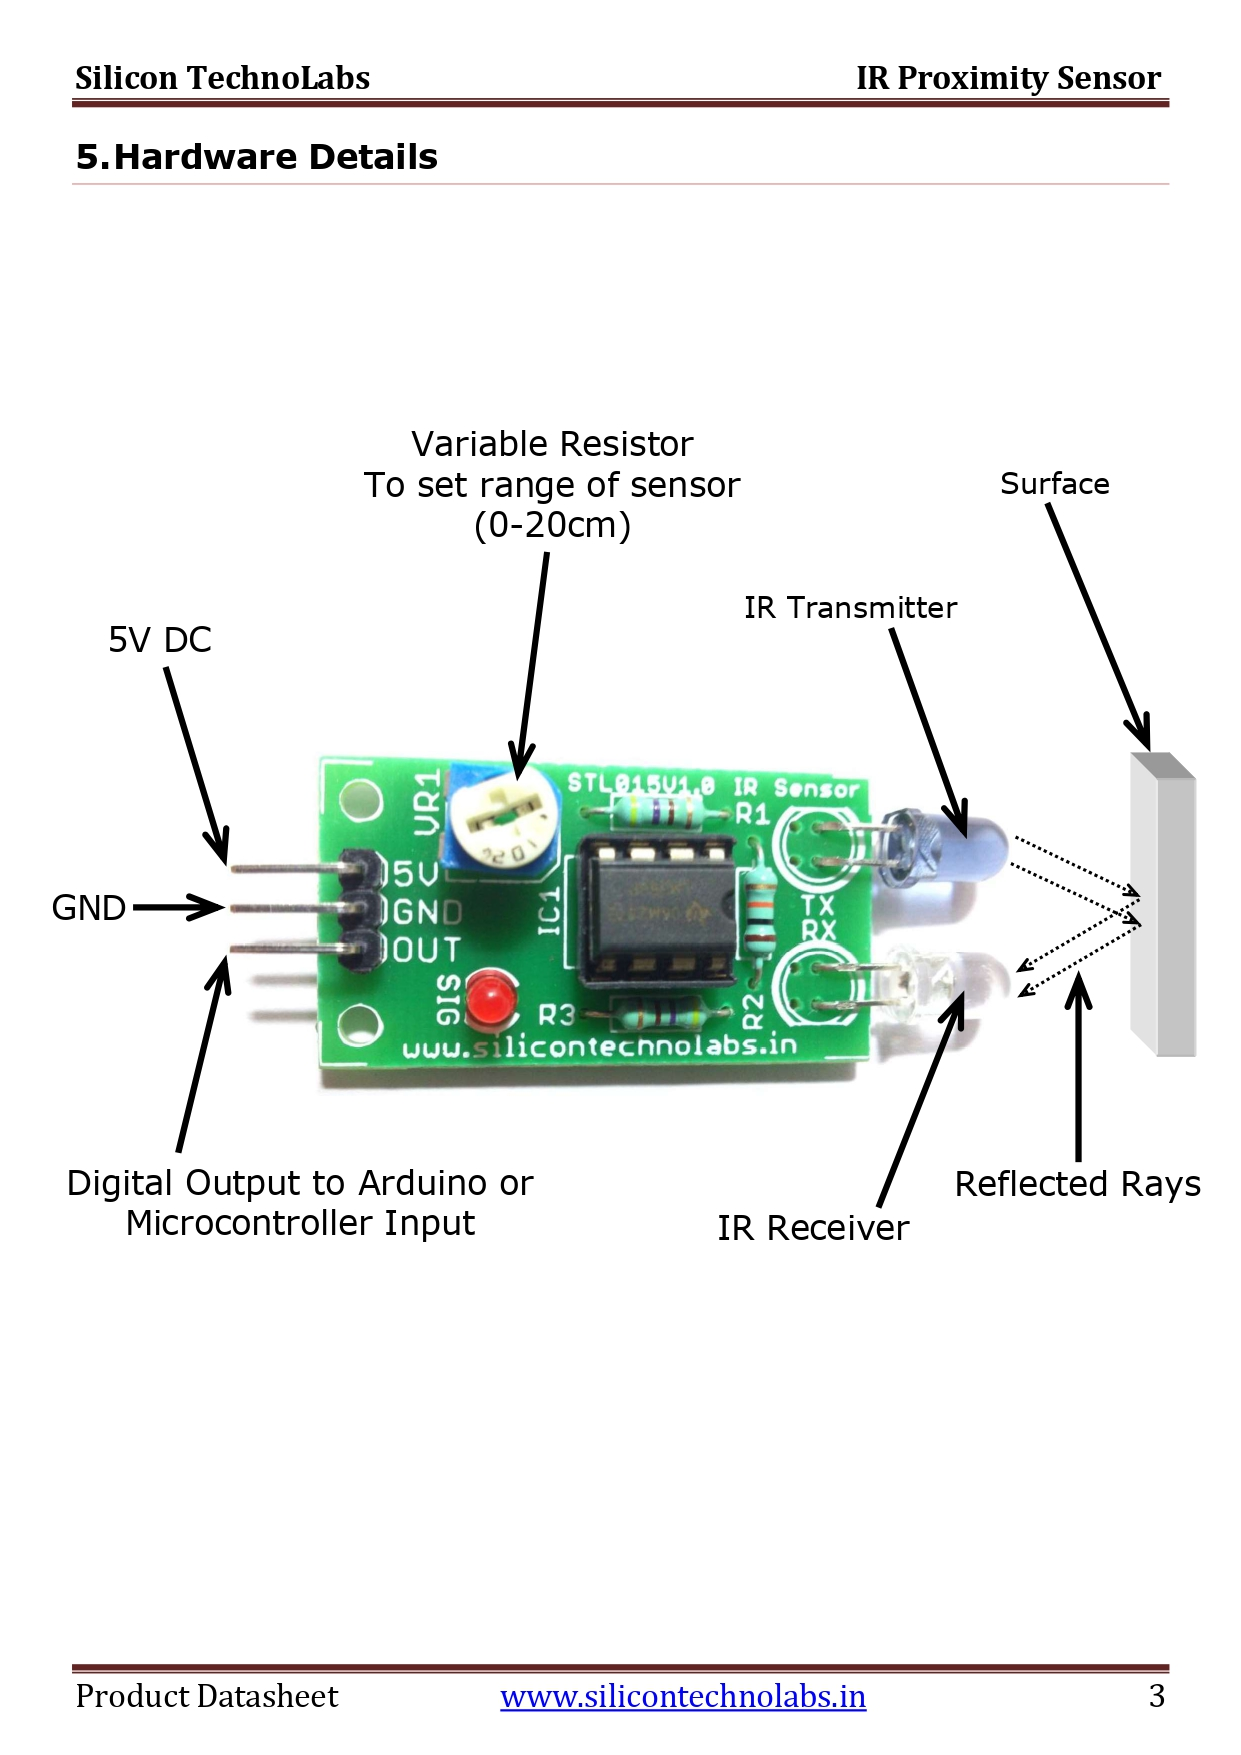 Silicon TechnoLabs IR Proximity Sensor
5.Hardware Details
Variable Resistor
To set range of sensor
(0-20cm)
Surface
IR Transmitter
5V DC
GND
VR1
STL015V1.0 IR Sensor
R1
5V
GND
OUT
IC1
TX
RX
SIG
R3
R2
www.silicontechnolabs.in
Digital Output to Arduino or
Microcontroller Input
IR Receiver
Reflected Rays
Product Datasheet www.silicontechnolabs.in 3